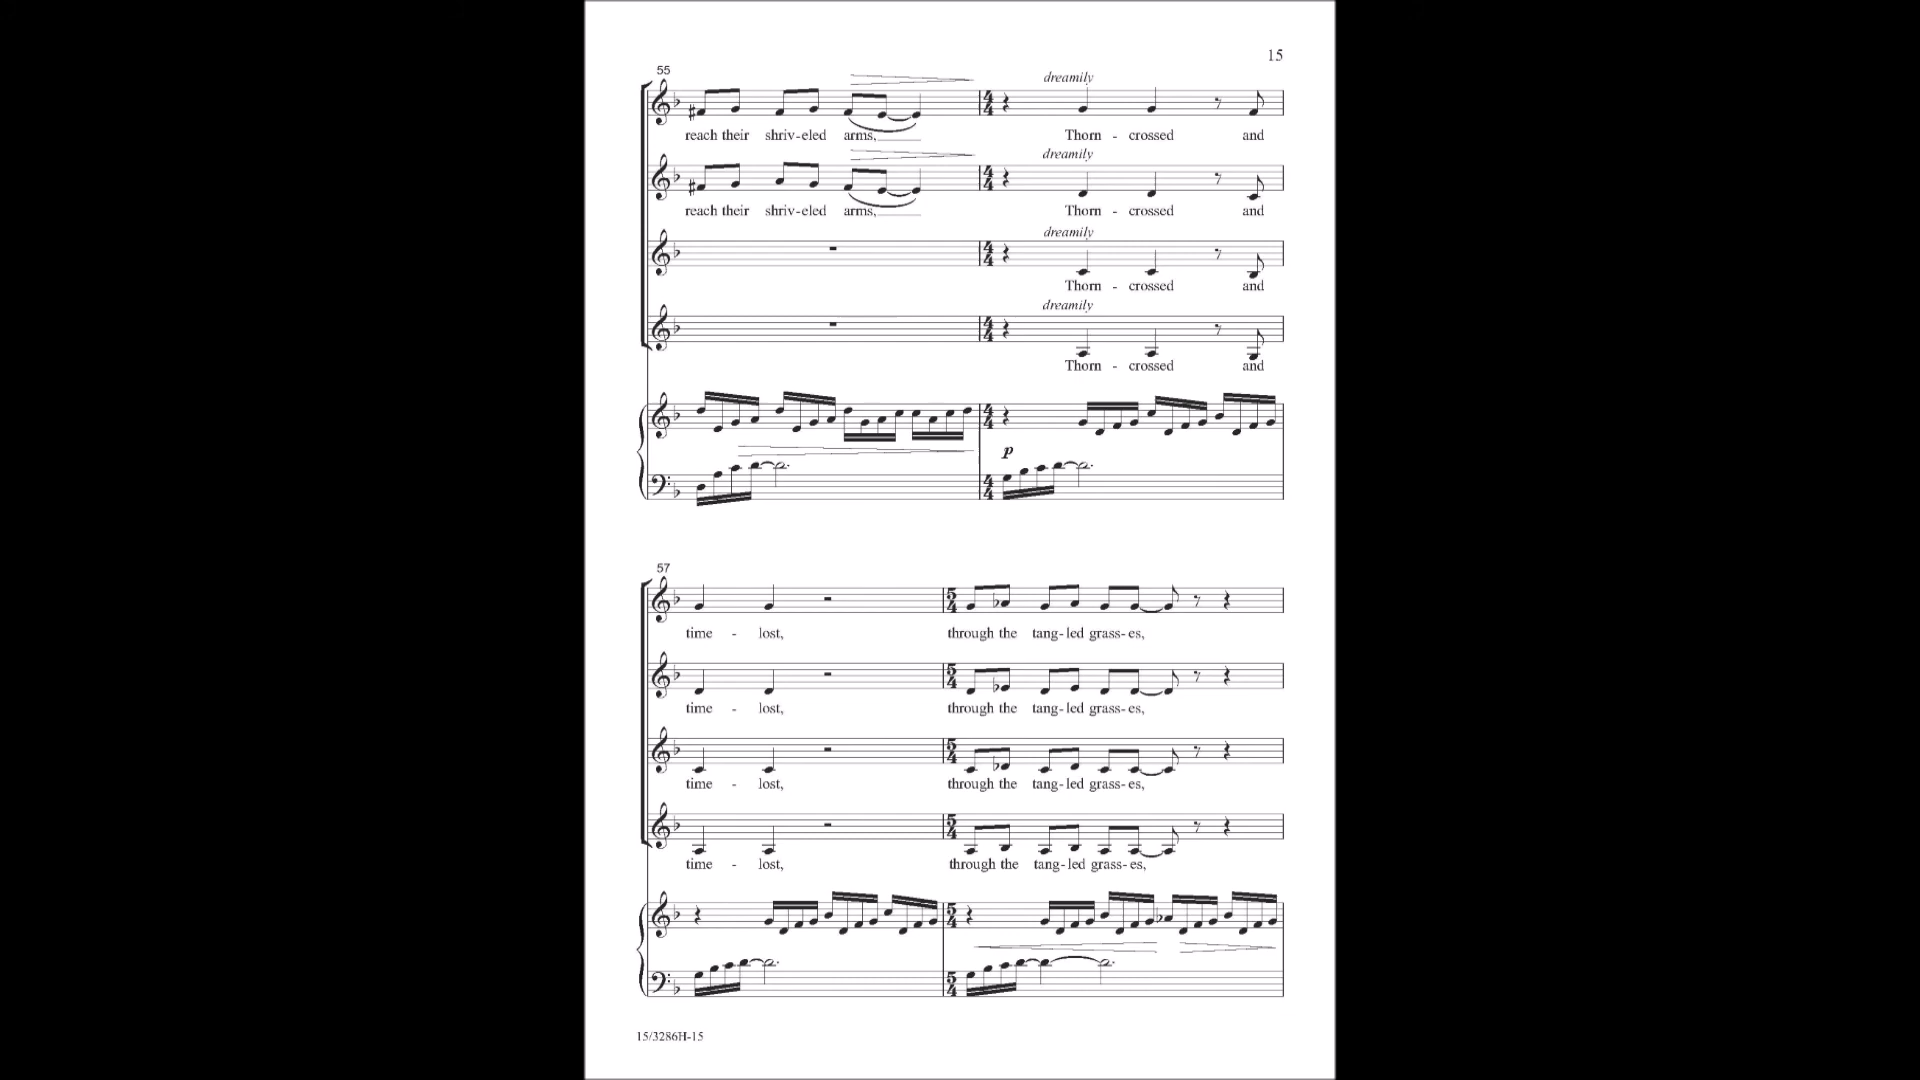 15
55
dreamily
reach their shriv-eled arms, Thorn - crossed and
dreamily
reach their shriv-eled arms, Thorn - crossed and
dreamily
Thorn - crossed and
dreamily
Thorn - crossed and
p
57
time - lost, through the tang-led grass-es,
time - lost, through the tang-led grass-es,
time - lost, through the tang-led grass-es,
time - lost, through the tang-led grass-es,
15/3286H-15